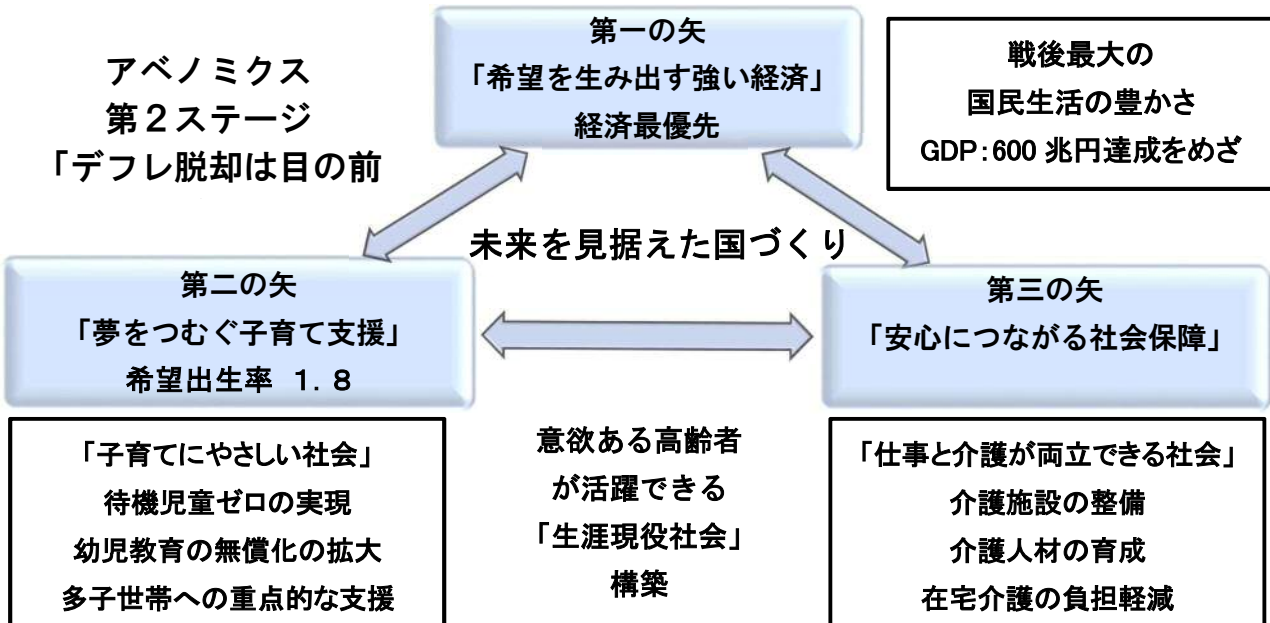 アベノミクス
第２ステージ
「デフレ脱却は目の前
第一の矢
「希望を生み出す強い経済」
経済最優先
戦後最大の
国民生活の豊かさ
GDP：600 兆円達成をめざ
未来を見据えた国づくり
第二の矢
「夢をつむぐ子育て支援」
希望出生率　１．８
第三の矢
「安心につながる社会保障」
「子育てにやさしい社会」
待機児童ゼロの実現
幼児教育の無償化の拡大
多子世帯への重点的な支援
意欲ある高齢者
が活躍できる
「生涯現役社会」
構築
「仕事と介護が両立できる社会」
介護施設の整備
介護人材の育成
在宅介護の負担軽減